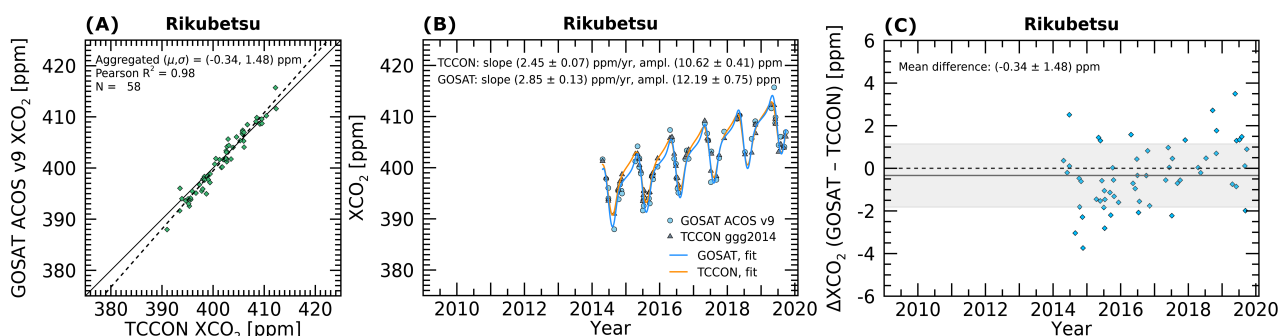 (A)
Rikubetsu
Aggregated (μ,σ) = (-0.34, 1.48) ppm
Pearson R² = 0.98
N = 58
GOSAT ACOS v9 XCO₂ [ppm]
420
410
400
390
380
380 390 400 410 420
TCCON XCO₂ [ppm]
(B)
Rikubetsu
TCCON: slope (2.45 ± 0.07) ppm/yr, ampl. (10.62 ± 0.41) ppm
GOSAT: slope (2.85 ± 0.13) ppm/yr, ampl. (12.19 ± 0.75) ppm
XCO₂ [ppm]
420
410
400
390
380
GOSAT ACOS v9
TCCON ggg2014
GOSAT, fit
TCCON, fit
2010 2012 2014 2016 2018 2020
Year
(C)
Rikubetsu
Mean difference: (-0.34 ± 1.48) ppm
ΔXCO₂ (GOSAT – TCCON) [ppm]
6
4
2
0
-2
-4
-6
2010 2012 2014 2016 2018 2020
Year